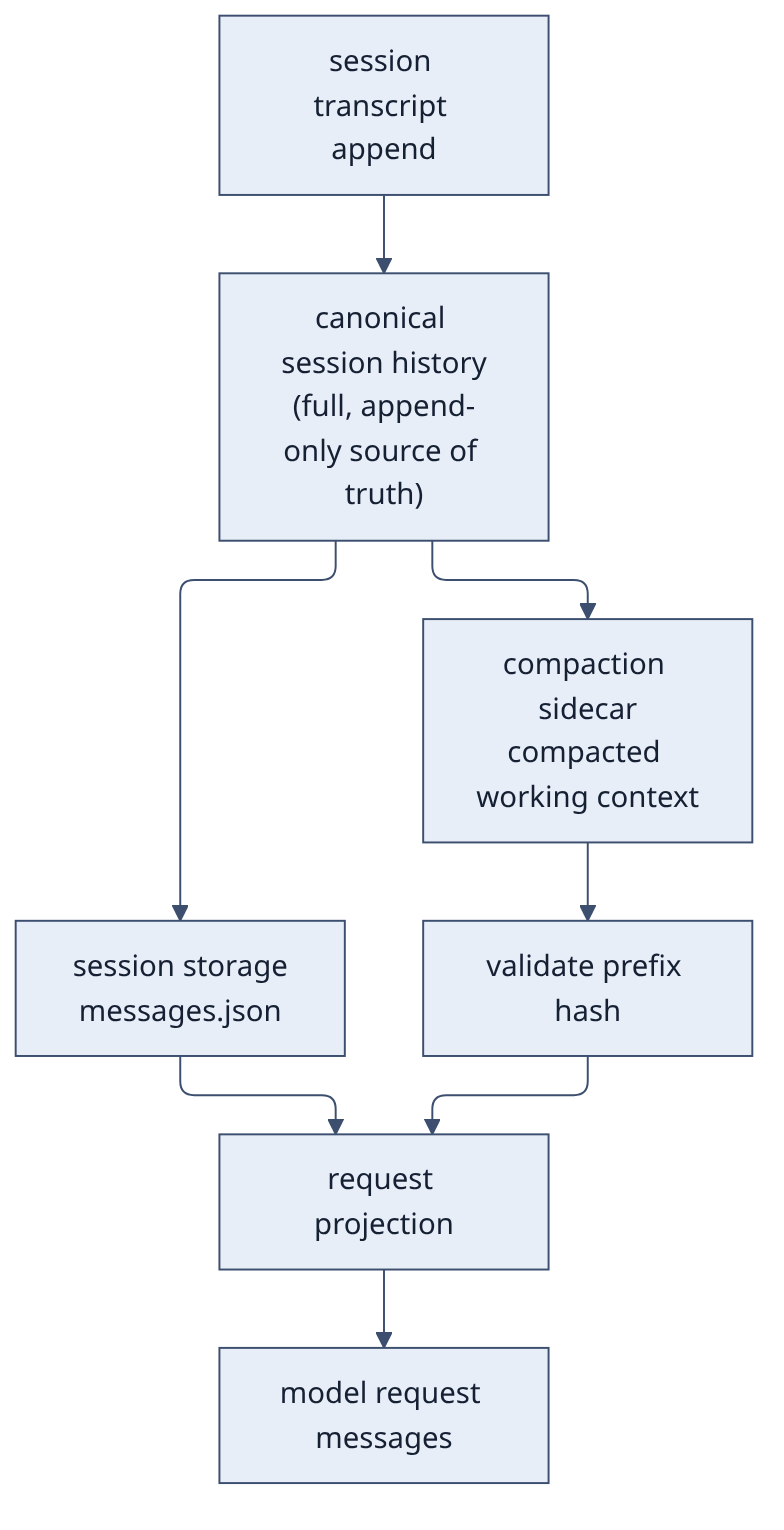 session
transcript
append
canonical
session history
(full, append-
only source of
truth)
compaction
sidecar
compacted
working context
session storage
messages.json
validate prefix
hash
request
projection
model request
messages